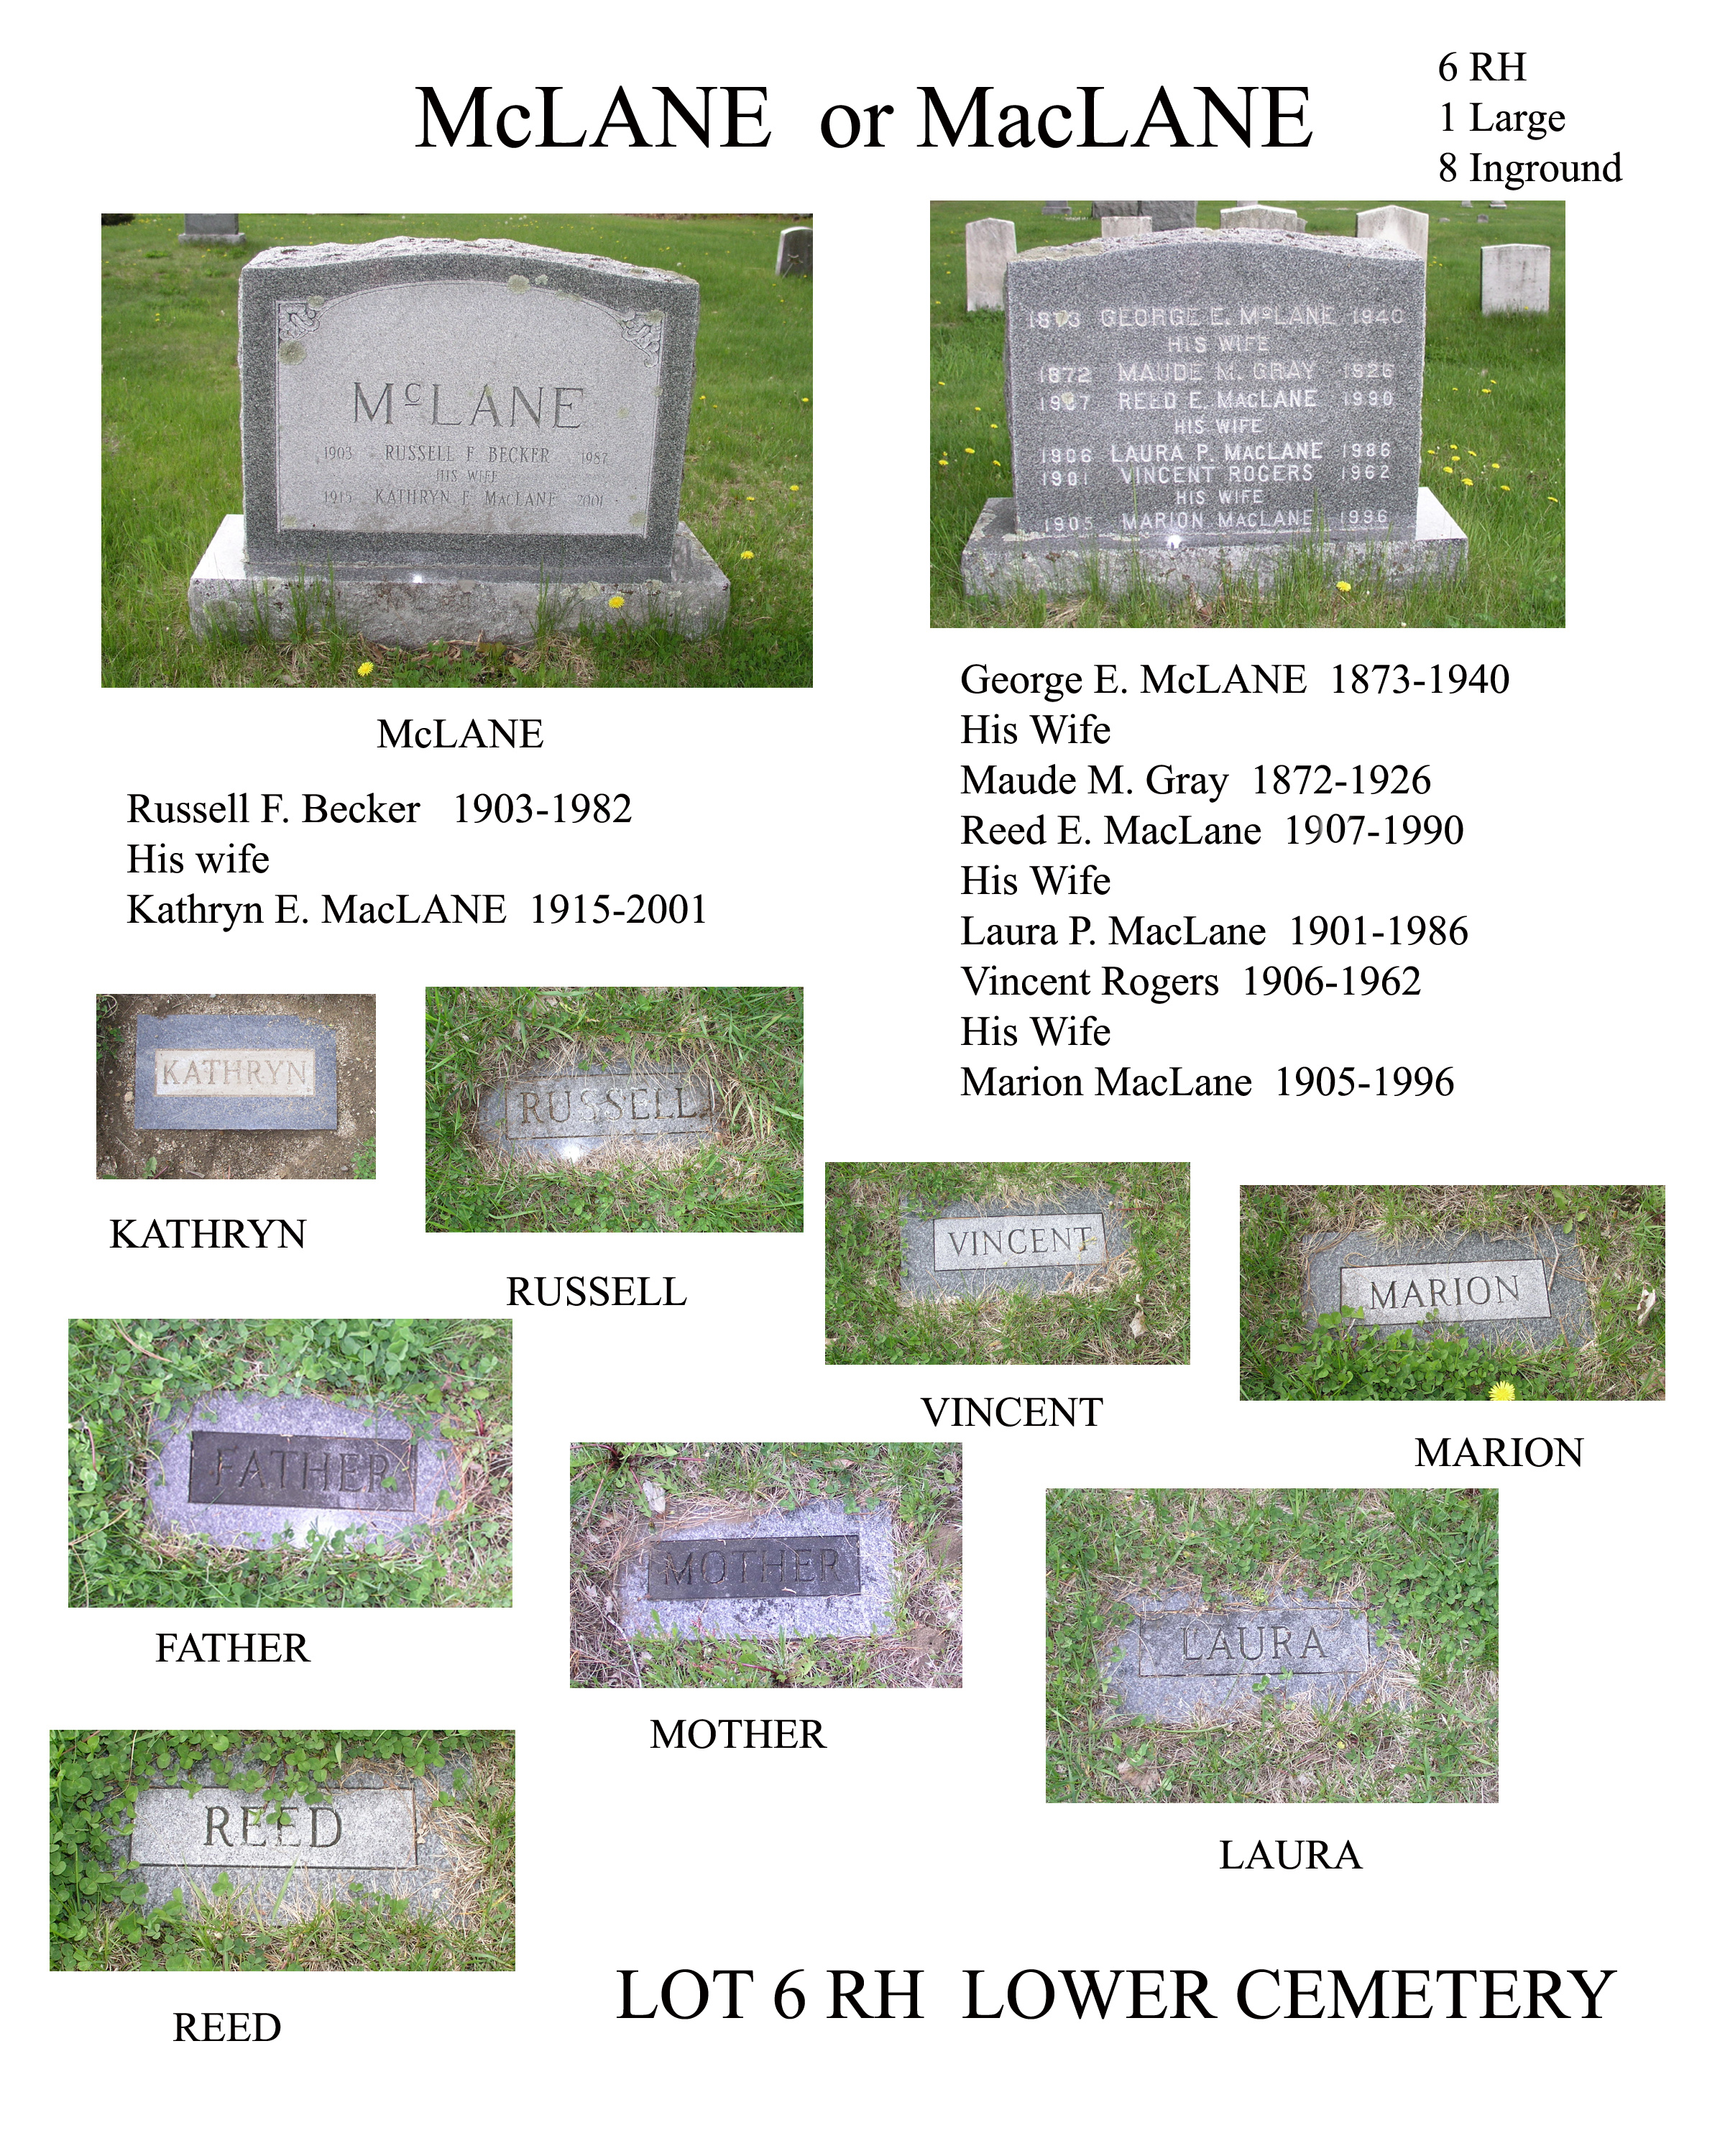 McLANE or MacLANE
6 RH
1 Large
8 Inground
McLANE
1903 RUSSELL F. BECKER 1987
HIS WIFE
1915 KATHRYN E. MACLANE 2001
1873 GEORGE E. McLANE 1940
HIS WIFE
1872 MAUDE M. GRAY 1926
1907 REED E. MACLANE 1990
HIS WIFE
1906 LAURA P. MACLANE 1986
1901 VINCENT ROGERS 1962
HIS WIFE
1905 MARION MACLANE 1996
McLANE
Russell F. Becker 1903-1982
His wife
Kathryn E. MacLANE 1915-2001
George E. McLANE 1873-1940
His Wife
Maude M. Gray 1872-1926
Reed E. MacLane 1907-1990
His Wife
Laura P. MacLane 1901-1986
Vincent Rogers 1906-1962
His Wife
Marion MacLane 1905-1996
KATHRYN
KATHRYN
RUSSELL
RUSSELL
VINCENT
VINCENT
MARION
MARION
FATHER
FATHER
MOTHER
MOTHER
LAURA
LAURA
REED
REED
LOT 6 RH LOWER CEMETERY